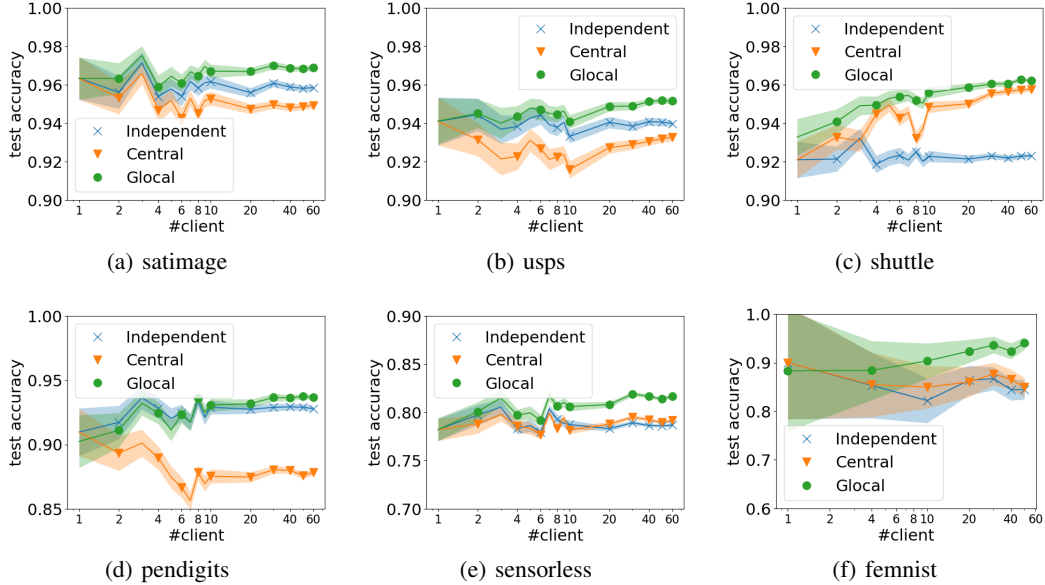 1.00
0.98
0.96
0.94
0.92
0.90
test accuracy
Independent
Central
Glocal
1 2 4 6 8 10 20 40 60
#client
(a) satimage
1.00
0.98
0.96
0.94
0.92
0.90
test accuracy
Independent
Central
Glocal
1 2 4 6 8 10 20 40 60
#client
(b) usps
1.00
0.98
0.96
0.94
0.92
0.90
test accuracy
Independent
Central
Glocal
1 2 4 6 8 10 20 40 60
#client
(c) shuttle
1.00
0.95
0.90
0.85
test accuracy
Independent
Central
Glocal
1 2 4 6 8 10 20 40 60
#client
(d) pendigits
0.90
0.85
0.80
0.75
0.70
test accuracy
Independent
Central
Glocal
1 2 4 6 8 10 20 40 60
#client
(e) sensorless
1.0
0.9
0.8
0.7
0.6
test accuracy
Independent
Central
Glocal
1 2 4 6 8 10 20 40 60
#client
(f) femnist